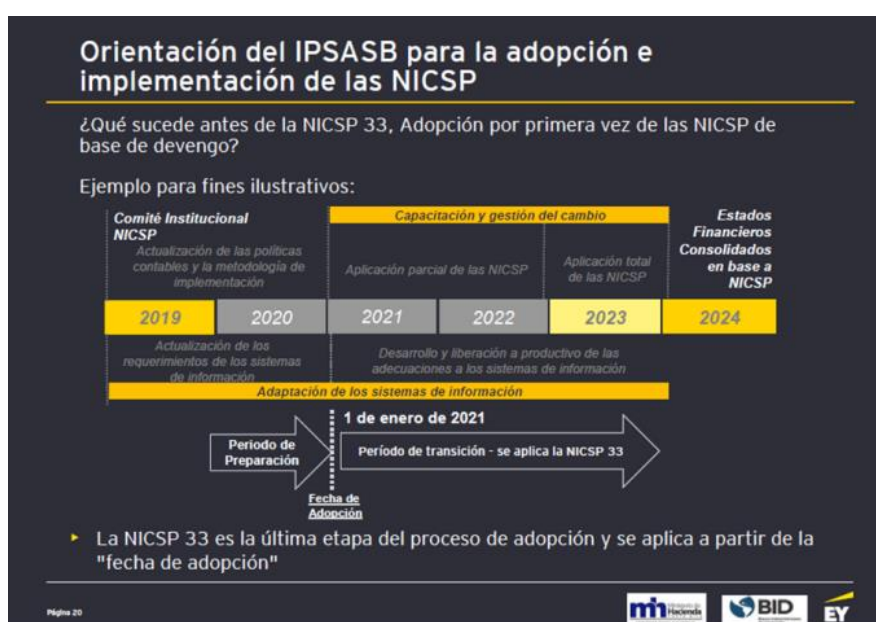 Orientación del IPSASB para la adopción e
implementación de las NICSP
¿Qué sucede antes de la NICSP 33, Adopción por primera vez de las NICSP de
base de devengo?
Ejemplo para fines ilustrativos:
Comité Institucional
NICSP
Actualización de las políticas
contables y la metodología de
implementación
Capacitación y gestión del cambio
Aplicación parcial de las NICSP
Aplicación total
de las NICSP
Estados
Financieros
Consolidados
en base a
NICSP
2019 2020 2021 2022 2023 2024
Actualización de los
requerimientos de los sistemas
de información
Desarrollo y liberación a productivo de las
adecuaciones a los sistemas de información
Adaptación de los sistemas de información
1 de enero de 2021
Periodo de
Preparación
Período de transición - se aplica la NICSP 33
Fecha de
Adopción
La NICSP 33 es la última etapa del proceso de adopción y se aplica a partir de la
"fecha de adopción"
Página 20
mh
Hacienda
BID
EY